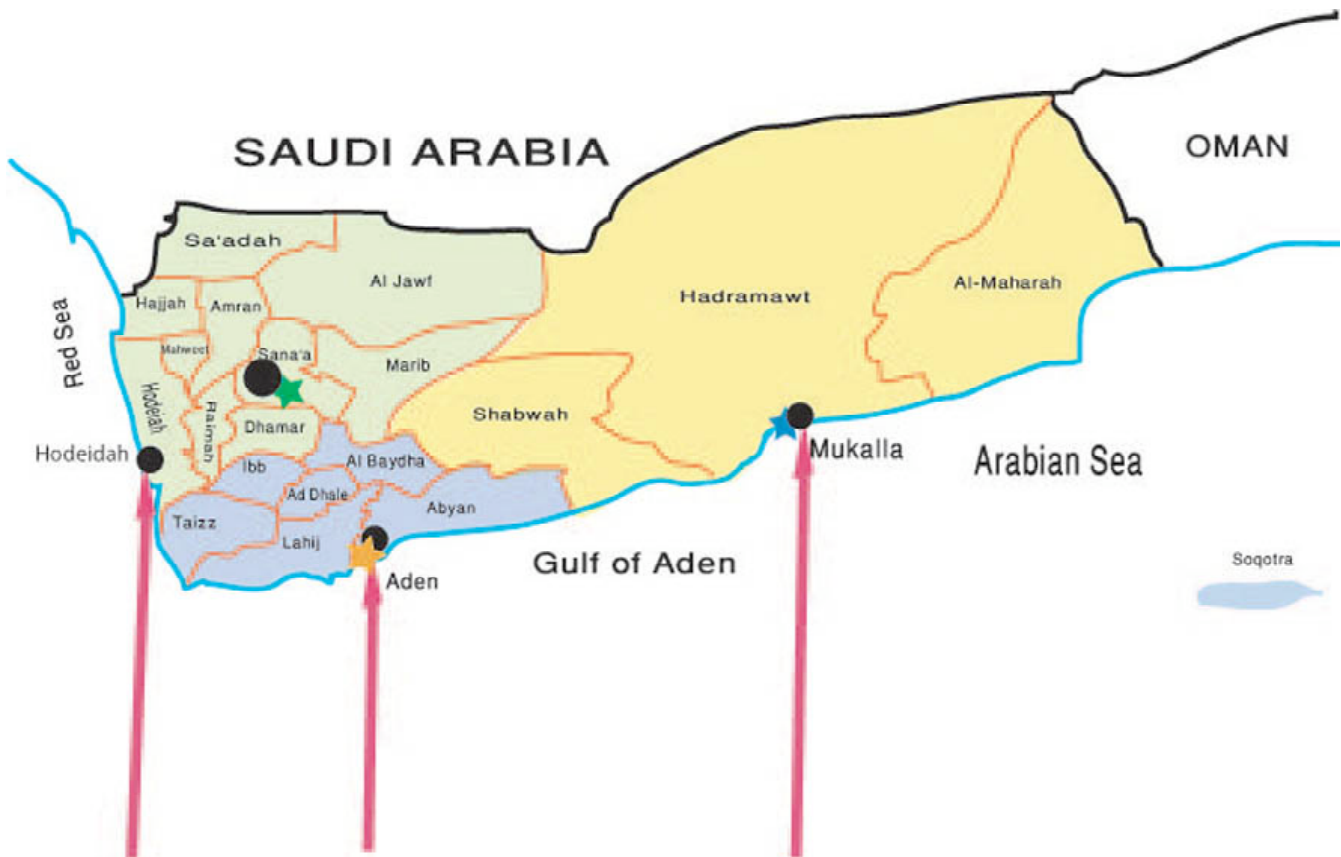 SAUDI ARABIA
OMAN
Sa'adah
Al Jawf
Hajjah
Amran
Hadramawt
Al-Maharah
Red Sea
Mahweet
Sana'a
Marib
Hodeiah
Raimah
Shabwah
Dhamar
Hodeidah
Ibb
Al Baydha
Mukalla
Arabian Sea
Ad Dhale
Abyan
Taizz
Lahij
Aden
Gulf of Aden
Soqotra